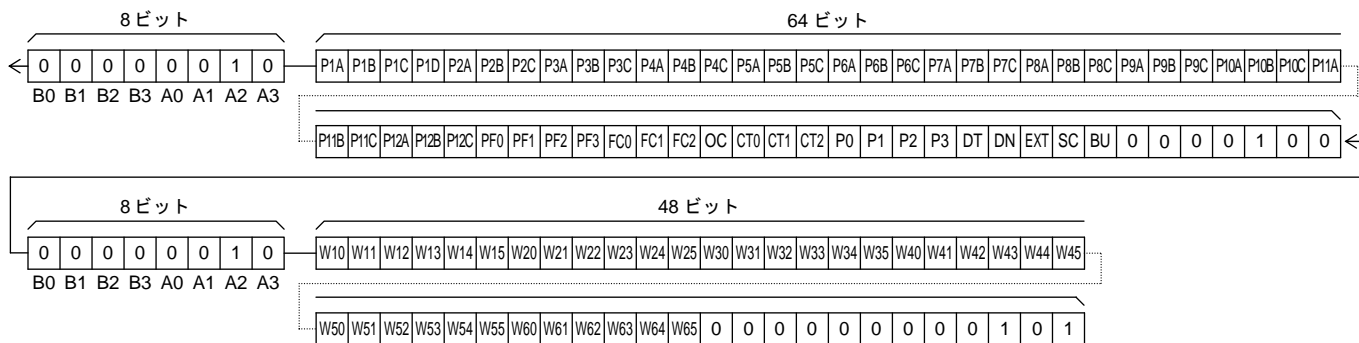 8 ビット 64 ビット
0 0 0 0 0 0 1 0 P1A P1B P1C P1D P2A P2B P2C P3A P3B P3C P4A P4B P4C P5A P5B P5C P6A P6B P6C P7A P7B P7C P8A P8B P8C P9A P9B P9C P10A P10B P10C P11A
B0 B1 B2 B3 A0 A1 A2 A3
P11B P11C P12A P12B P12C PF0 PF1 PF2 PF3 FC0 FC1 FC2 OC CT0 CT1 CT2 P0 P1 P2 P3 DT DN EXT SC BU 0 0 0 0 1 0 0
8 ビット 48 ビット
0 0 0 0 0 0 1 0 W10 W11 W12 W13 W14 W15 W20 W21 W22 W23 W24 W25 W30 W31 W32 W33 W34 W35 W40 W41 W42 W43 W44 W45
B0 B1 B2 B3 A0 A1 A2 A3
W50 W51 W52 W53 W54 W55 W60 W61 W62 W63 W64 W65 0 0 0 0 0 0 0 0 0 1 0 1